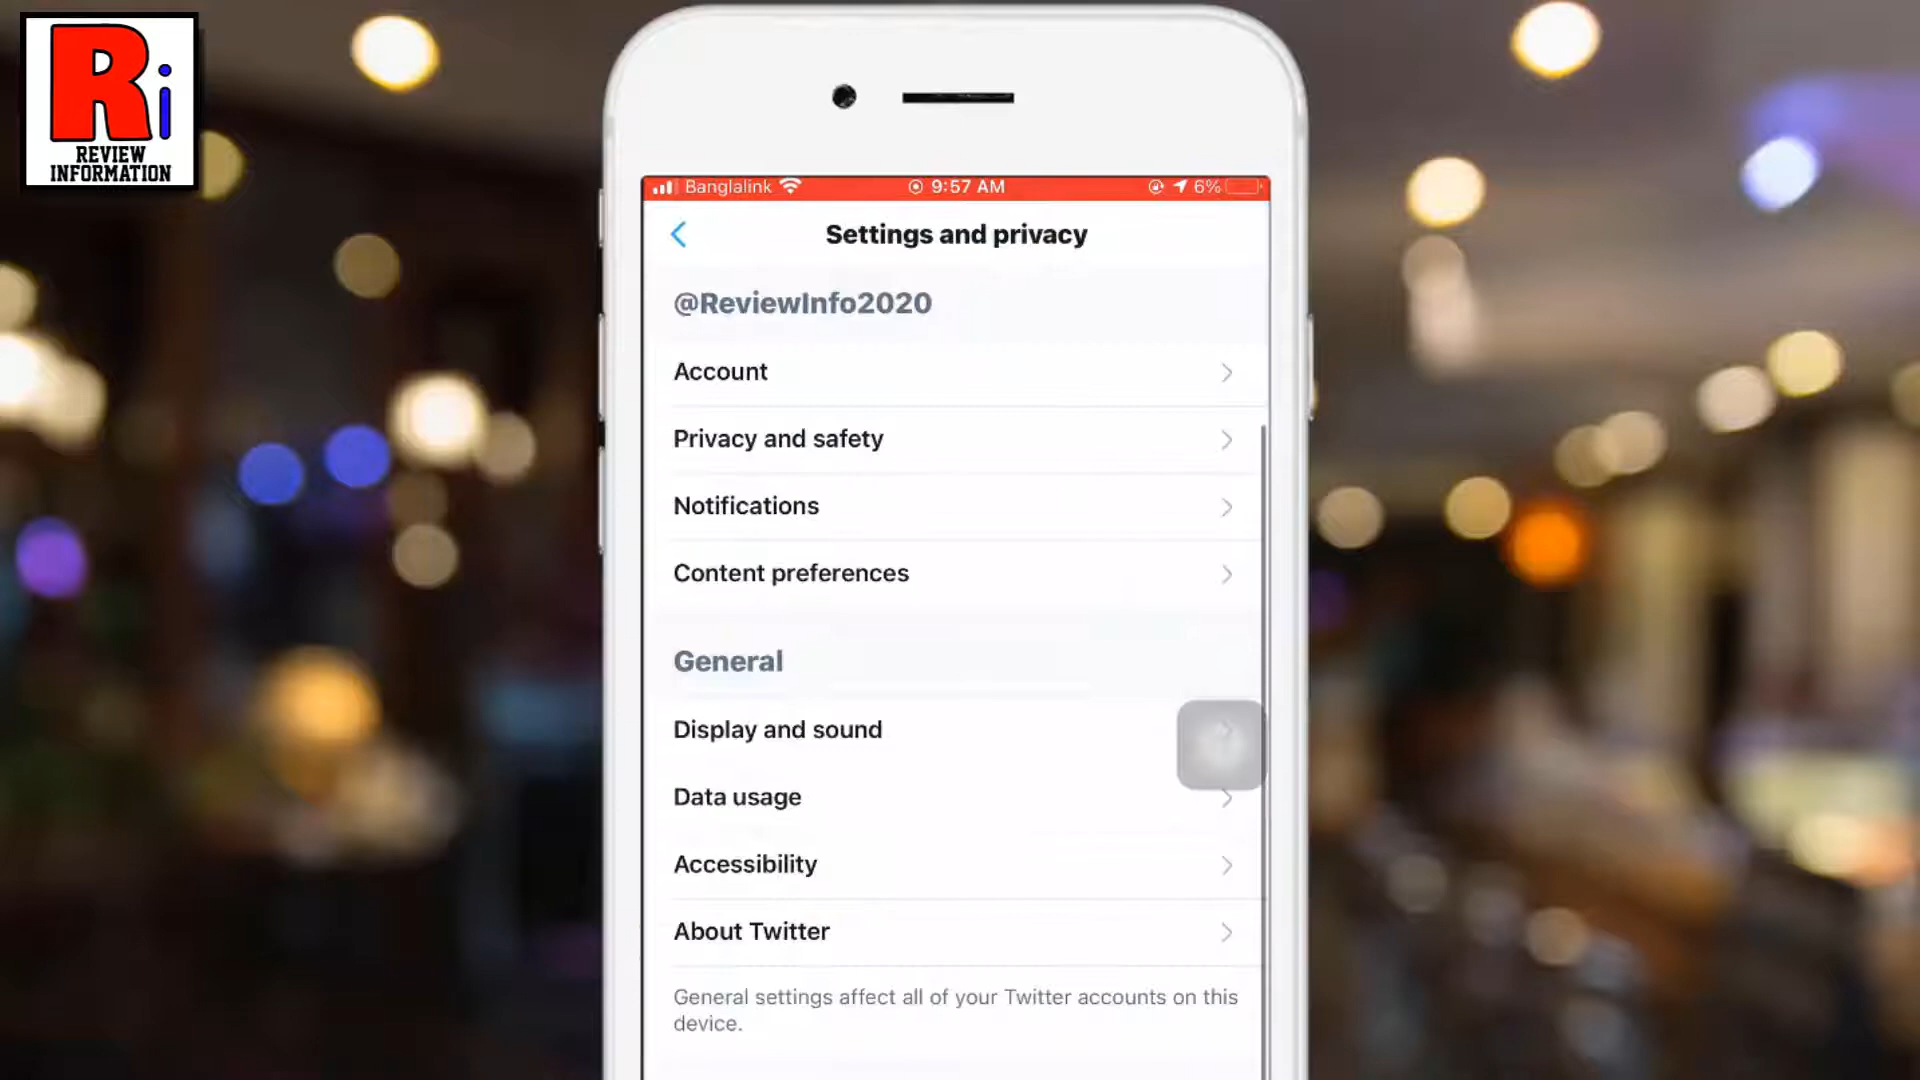 Ri
REVIEW
INFORMATION
Banglalink 9:57 AM 6%
Settings and privacy
@ReviewInfo2020
Account
Privacy and safety
Notifications
Content preferences
General
Display and sound
Data usage
Accessibility
About Twitter
General settings affect all of your Twitter accounts on this
device.